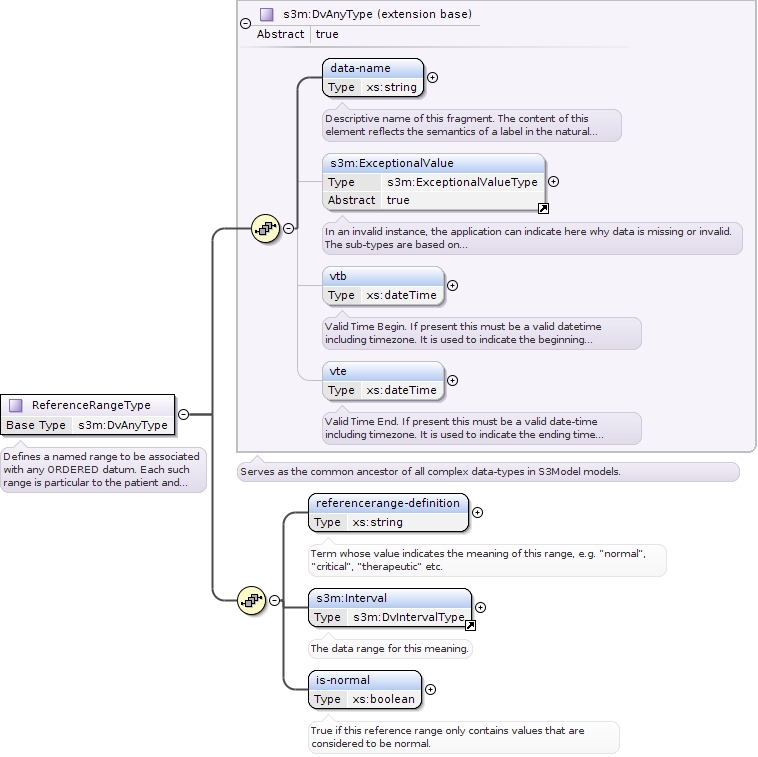 s3m:DvAnyType (extension base)
Abstract true
data-name
Type xs:string
Descriptive name of this fragment. The content of this
element reflects the semantics of a label in the natural...
s3m:ExceptionalValue
Type s3m:ExceptionalValueType
Abstract true
In an invalid instance, the application can indicate here why data is missing or invalid.
The sub-types are based on...
vtb
Type xs:dateTime
Valid Time Begin. If present this must be a valid datetime
including timezone. It is used to indicate the beginning...
vte
Type xs:dateTime
Valid Time End. If present this must be a valid date-time
including timezone. It is used to indicate the ending time...
ReferenceRangeType
Base Type s3m:DvAnyType
Defines a named range to be associated
with any ORDERED datum. Each such
range is particular to the patient and...
Serves as the common ancestor of all complex data-types in S3Model models.
referencerange-definition
Type xs:string
Term whose value indicates the meaning of this range, e.g. "normal",
"critical", "therapeutic" etc.
s3m:Interval
Type s3m:DvIntervalType
The data range for this meaning.
is-normal
Type xs:boolean
True if this reference range only contains values that are
considered to be normal.